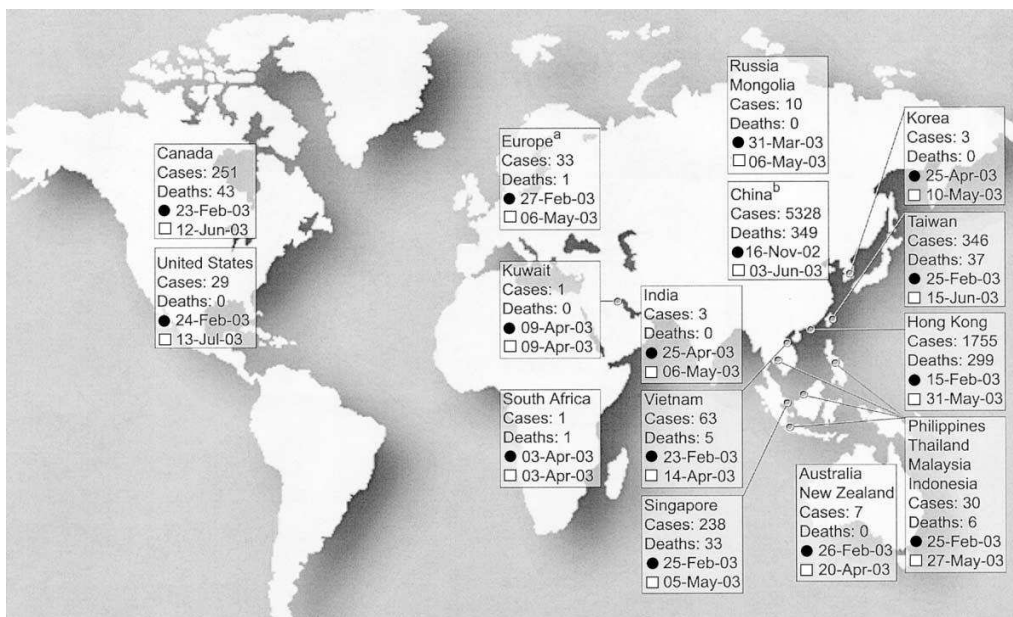 Canada
Cases: 251
Deaths: 43
● 23-Feb-03
□ 12-Jun-03
United States
Cases: 29
Deaths: 0
● 24-Feb-03
□ 13-Jul-03
Europeᵃ
Cases: 33
Deaths: 1
● 27-Feb-03
□ 06-May-03
Kuwait
Cases: 1
Deaths: 0
● 09-Apr-03
□ 09-Apr-03
South Africa
Cases: 1
Deaths: 1
● 03-Apr-03
□ 03-Apr-03
Russia
Mongolia
Cases: 10
Deaths: 0
● 31-Mar-03
□ 06-May-03
Chinaᵇ
Cases: 5328
Deaths: 349
● 16-Nov-02
□ 03-Jun-03
India
Cases: 3
Deaths: 0
● 25-Apr-03
□ 06-May-03
Vietnam
Cases: 63
Deaths: 5
● 23-Feb-03
□ 14-Apr-03
Singapore
Cases: 238
Deaths: 33
● 25-Feb-03
□ 05-May-03
Korea
Cases: 3
Deaths: 0
● 25-Apr-03
□ 10-May-03
Taiwan
Cases: 346
Deaths: 37
● 25-Feb-03
□ 15-Jun-03
Hong Kong
Cases: 1755
Deaths: 299
● 15-Feb-03
□ 31-May-03
Philippines
Thailand
Malaysia
Indonesia
Cases: 30
Deaths: 6
● 25-Feb-03
□ 27-May-03
Australia
New Zealand
Cases: 7
Deaths: 0
● 26-Feb-03
□ 20-Apr-03